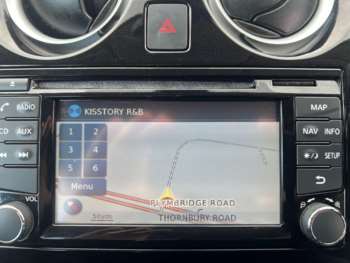 KISSTORY R&B
RADIO
MAP
CD AUX
1 2
NAV INFO
3 4
SETUP
5 6
Menu
VOL
PLYMBRIDGE ROAD
THORNBURY ROAD